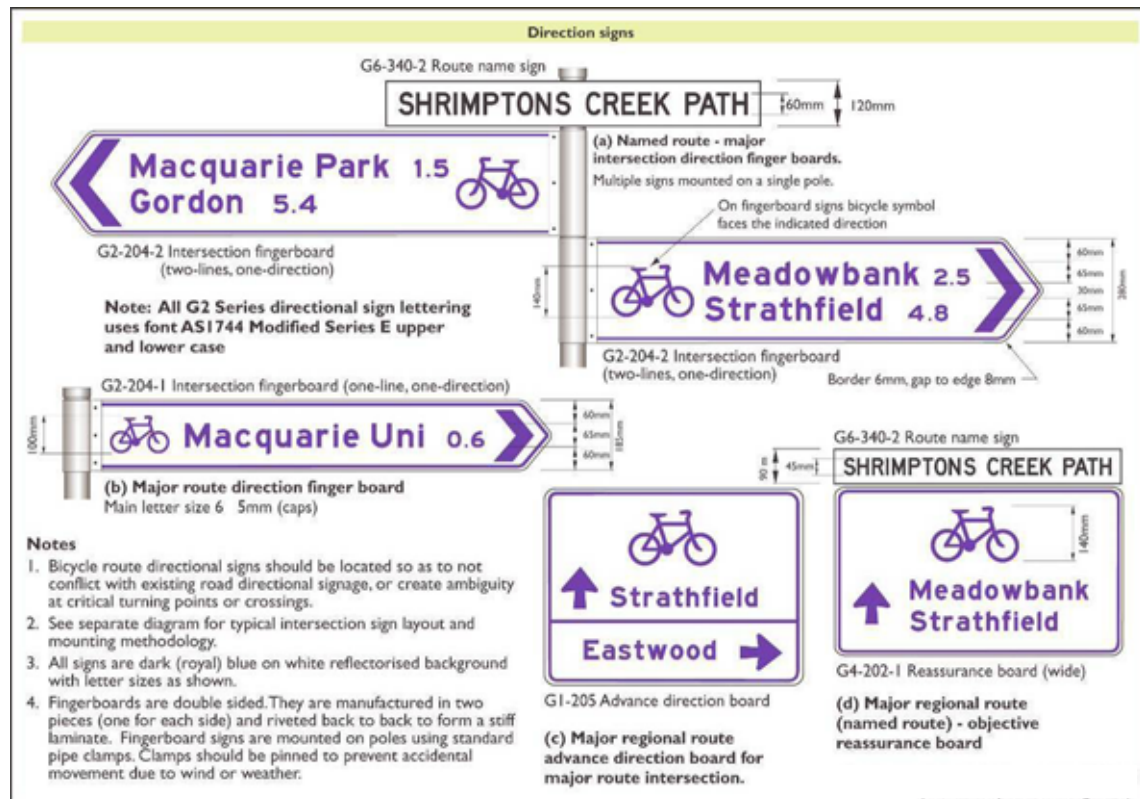 Direction signs
G6-340-2 Route name sign
SHRIMPTONS CREEK PATH
60mm
120mm
(a) Named route - major
intersection direction finger boards.
Multiple signs mounted on a single pole.
Macquarie Park 1.5
Gordon 5.4
On fingerboard signs bicycle symbol
faces the indicated direction
G2-204-2 Intersection fingerboard
(two-lines, one-direction)
140mm
Meadowbank 2.5
Strathfield 4.8
60mm
65mm
30mm
65mm
60mm
280mm
Note: All G2 Series directional sign lettering
uses font AS1744 Modified Series E upper
and lower case
G2-204-2 Intersection fingerboard
(two-lines, one-direction)
Border 6mm, gap to edge 8mm
G2-204-1 Intersection fingerboard (one-line, one-direction)
100mm
Macquarie Uni 0.6
60mm
65mm
60mm
185mm
(b) Major route direction finger board
Main letter size 6 5mm (caps)
G6-340-2 Route name sign
90 m
45mm
SHRIMPTONS CREEK PATH
140mm
Meadowbank
Strathfield
G4-202-1 Reassurance board (wide)
(d) Major regional route
(named route) - objective
reassurance board
Strathfield
Eastwood
G1-205 Advance direction board
(c) Major regional route
advance direction board for
major route intersection.
Notes
1. Bicycle route directional signs should be located so as to not
conflict with existing road directional signage, or create ambiguity
at critical turning points or crossings.
2. See separate diagram for typical intersection sign layout and
mounting methodology.
3. All signs are dark (royal) blue on white reflectorised background
with letter sizes as shown.
4. Fingerboards are double sided. They are manufactured in two
pieces (one for each side) and riveted back to back to form a stiff
laminate. Fingerboard signs are mounted on poles using standard
pipe clamps. Clamps should be pinned to prevent accidental
movement due to wind or weather.